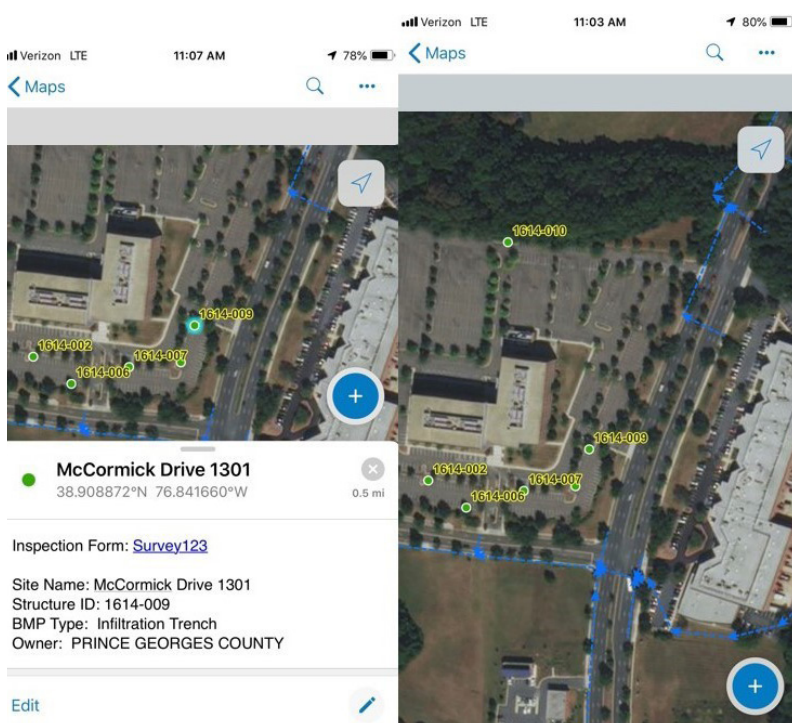 Verizon LTE 11:07 AM 78%
Maps
1614-009
1614-002
1614-007
1614-006
McCormick Drive 1301
38.908872°N 76.841660°W
0.5 mi
Inspection Form: Survey123
Site Name: McCormick Drive 1301
Structure ID: 1614-009
BMP Type: Infiltration Trench
Owner: PRINCE GEORGES COUNTY
Edit
Verizon LTE 11:03 AM 80%
Maps
1614-010
1614-009
1614-002
1614-007
1614-006